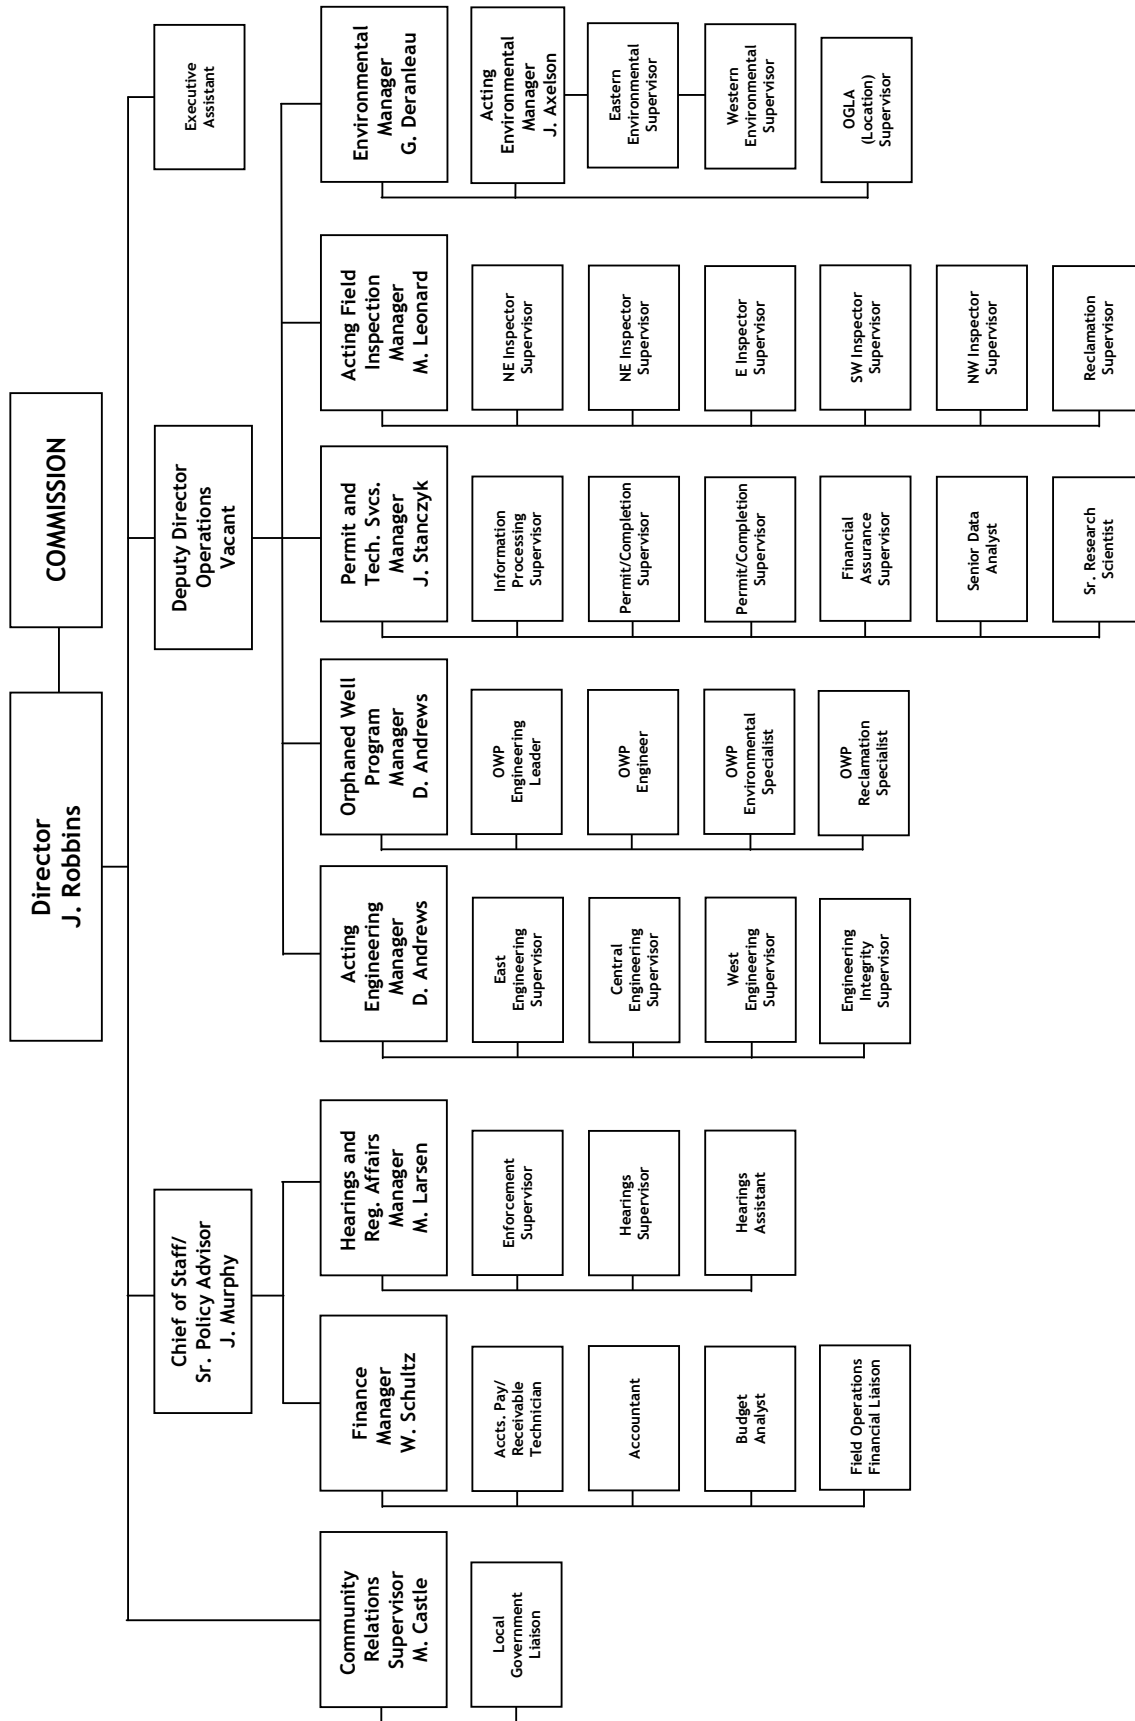 COMMISSION
Director
J. Robbins
Executive
Assistant
Deputy Director
Operations
Vacant
Chief of Staff/
Sr. Policy Advisor
J. Murphy
Community
Relations
Supervisor
M. Castle
Local
Government
Liaison
Finance
Manager
W. Schultz
Accts. Pay/
Receivable
Technician
Accountant
Budget
Analyst
Field Operations
Financial Liaison
Hearings and
Reg. Affairs
Manager
M. Larsen
Enforcement
Supervisor
Hearings
Supervisor
Hearings
Assistant
Acting
Engineering
Manager
D. Andrews
East
Engineering
Supervisor
Central
Engineering
Supervisor
West
Engineering
Supervisor
Engineering
Integrity
Supervisor
Orphaned Well
Program
Manager
D. Andrews
OWP
Engineering
Leader
OWP
Engineer
OWP
Environmental
Specialist
OWP
Reclamation
Specialist
Permit and
Tech. Svcs.
Manager
J. Stanczyk
Information
Processing
Supervisor
Permit/Completion
Supervisor
Permit/Completion
Supervisor
Financial
Assurance
Supervisor
Senior Data
Analyst
Sr. Research
Scientist
Acting Field
Inspection
Manager
M. Leonard
NE Inspector
Supervisor
NE Inspector
Supervisor
E Inspector
Supervisor
SW Inspector
Supervisor
NW Inspector
Supervisor
Reclamation
Supervisor
Environmental
Manager
G. Deranleau
Acting
Environmental
Manager
J. Axelson
Eastern
Environmental
Supervisor
Western
Environmental
Supervisor
OGLA
(Location)
Supervisor